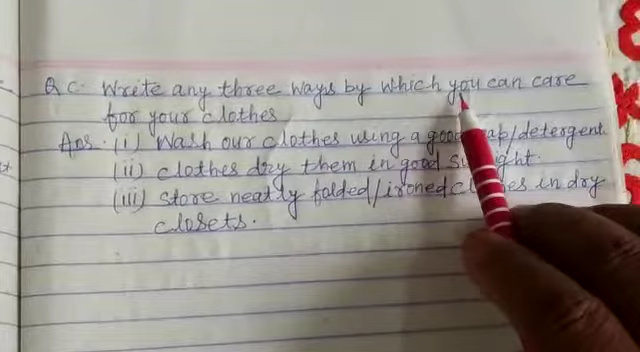 Q C. Write any three ways by which you can care
for your clothes
Ans. (i) Wash our clothes using a good /detergent.
(ii) clothes dry them in good
(iii) Store neatly folded/ironed in dry
closets.